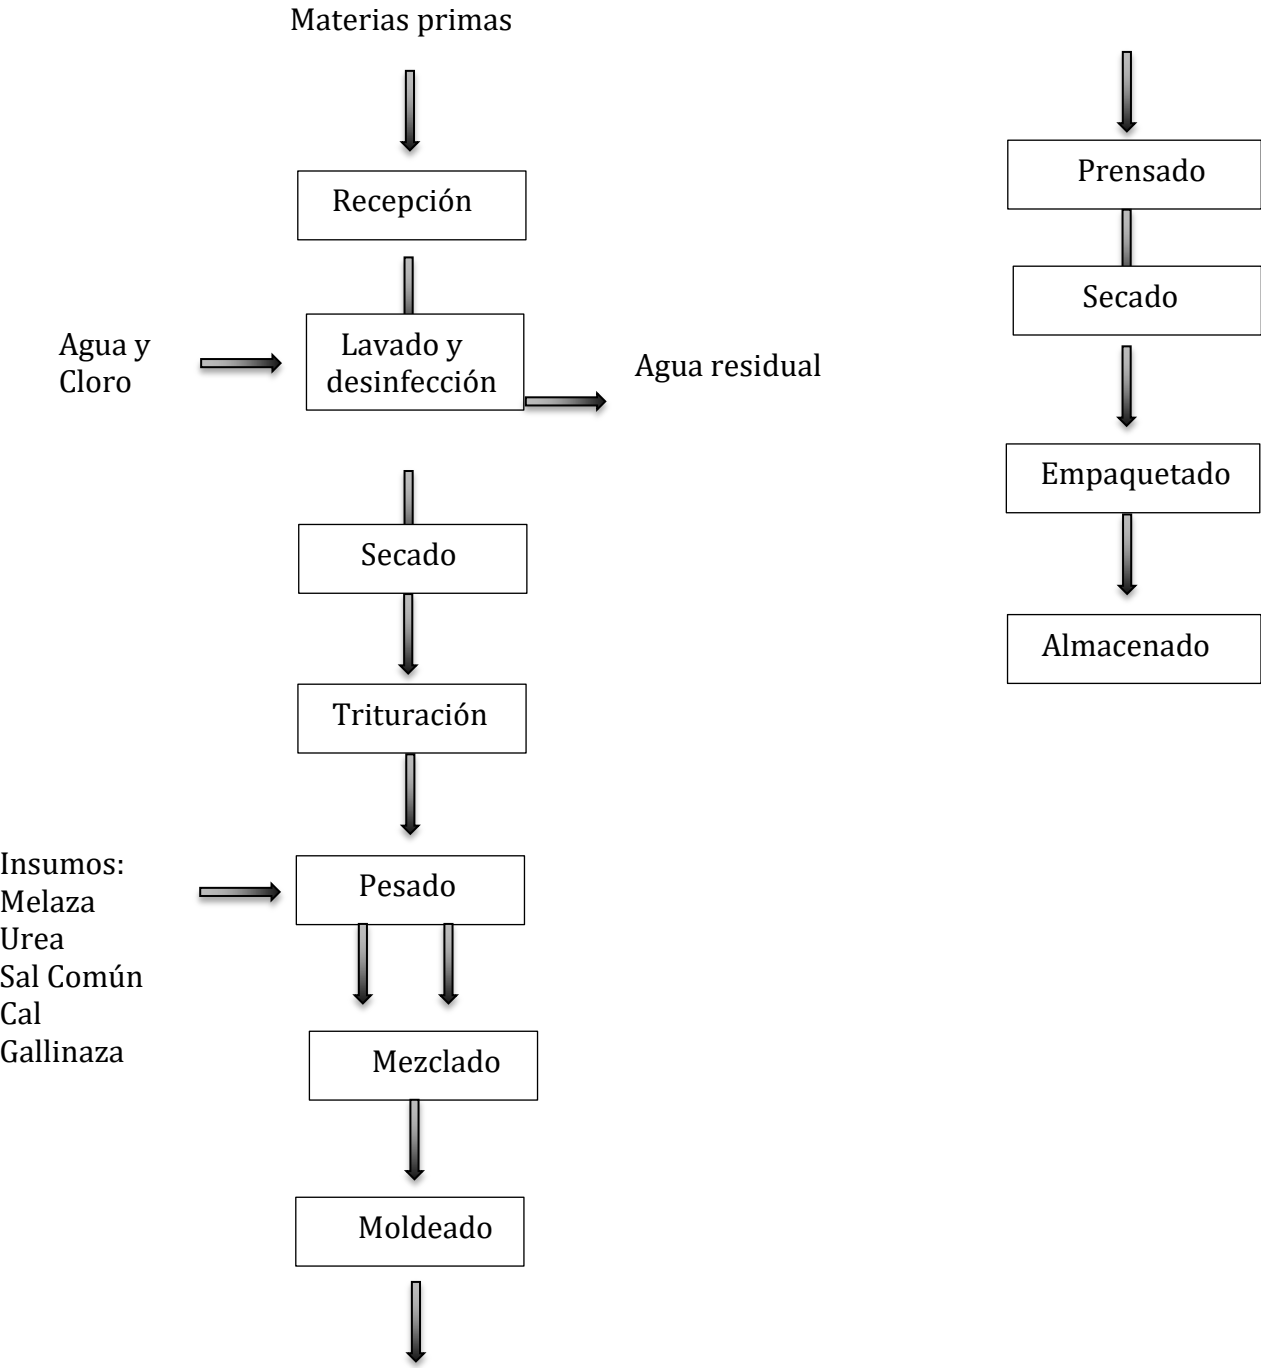 Materias primas
Recepción
Agua y
Cloro
Lavado y
desinfección
Agua residual
Secado
Trituración
Insumos:
Melaza
Urea
Sal Común
Cal
Gallinaza
Pesado
Mezclado
Moldeado
Prensado
Secado
Empaquetado
Almacenado